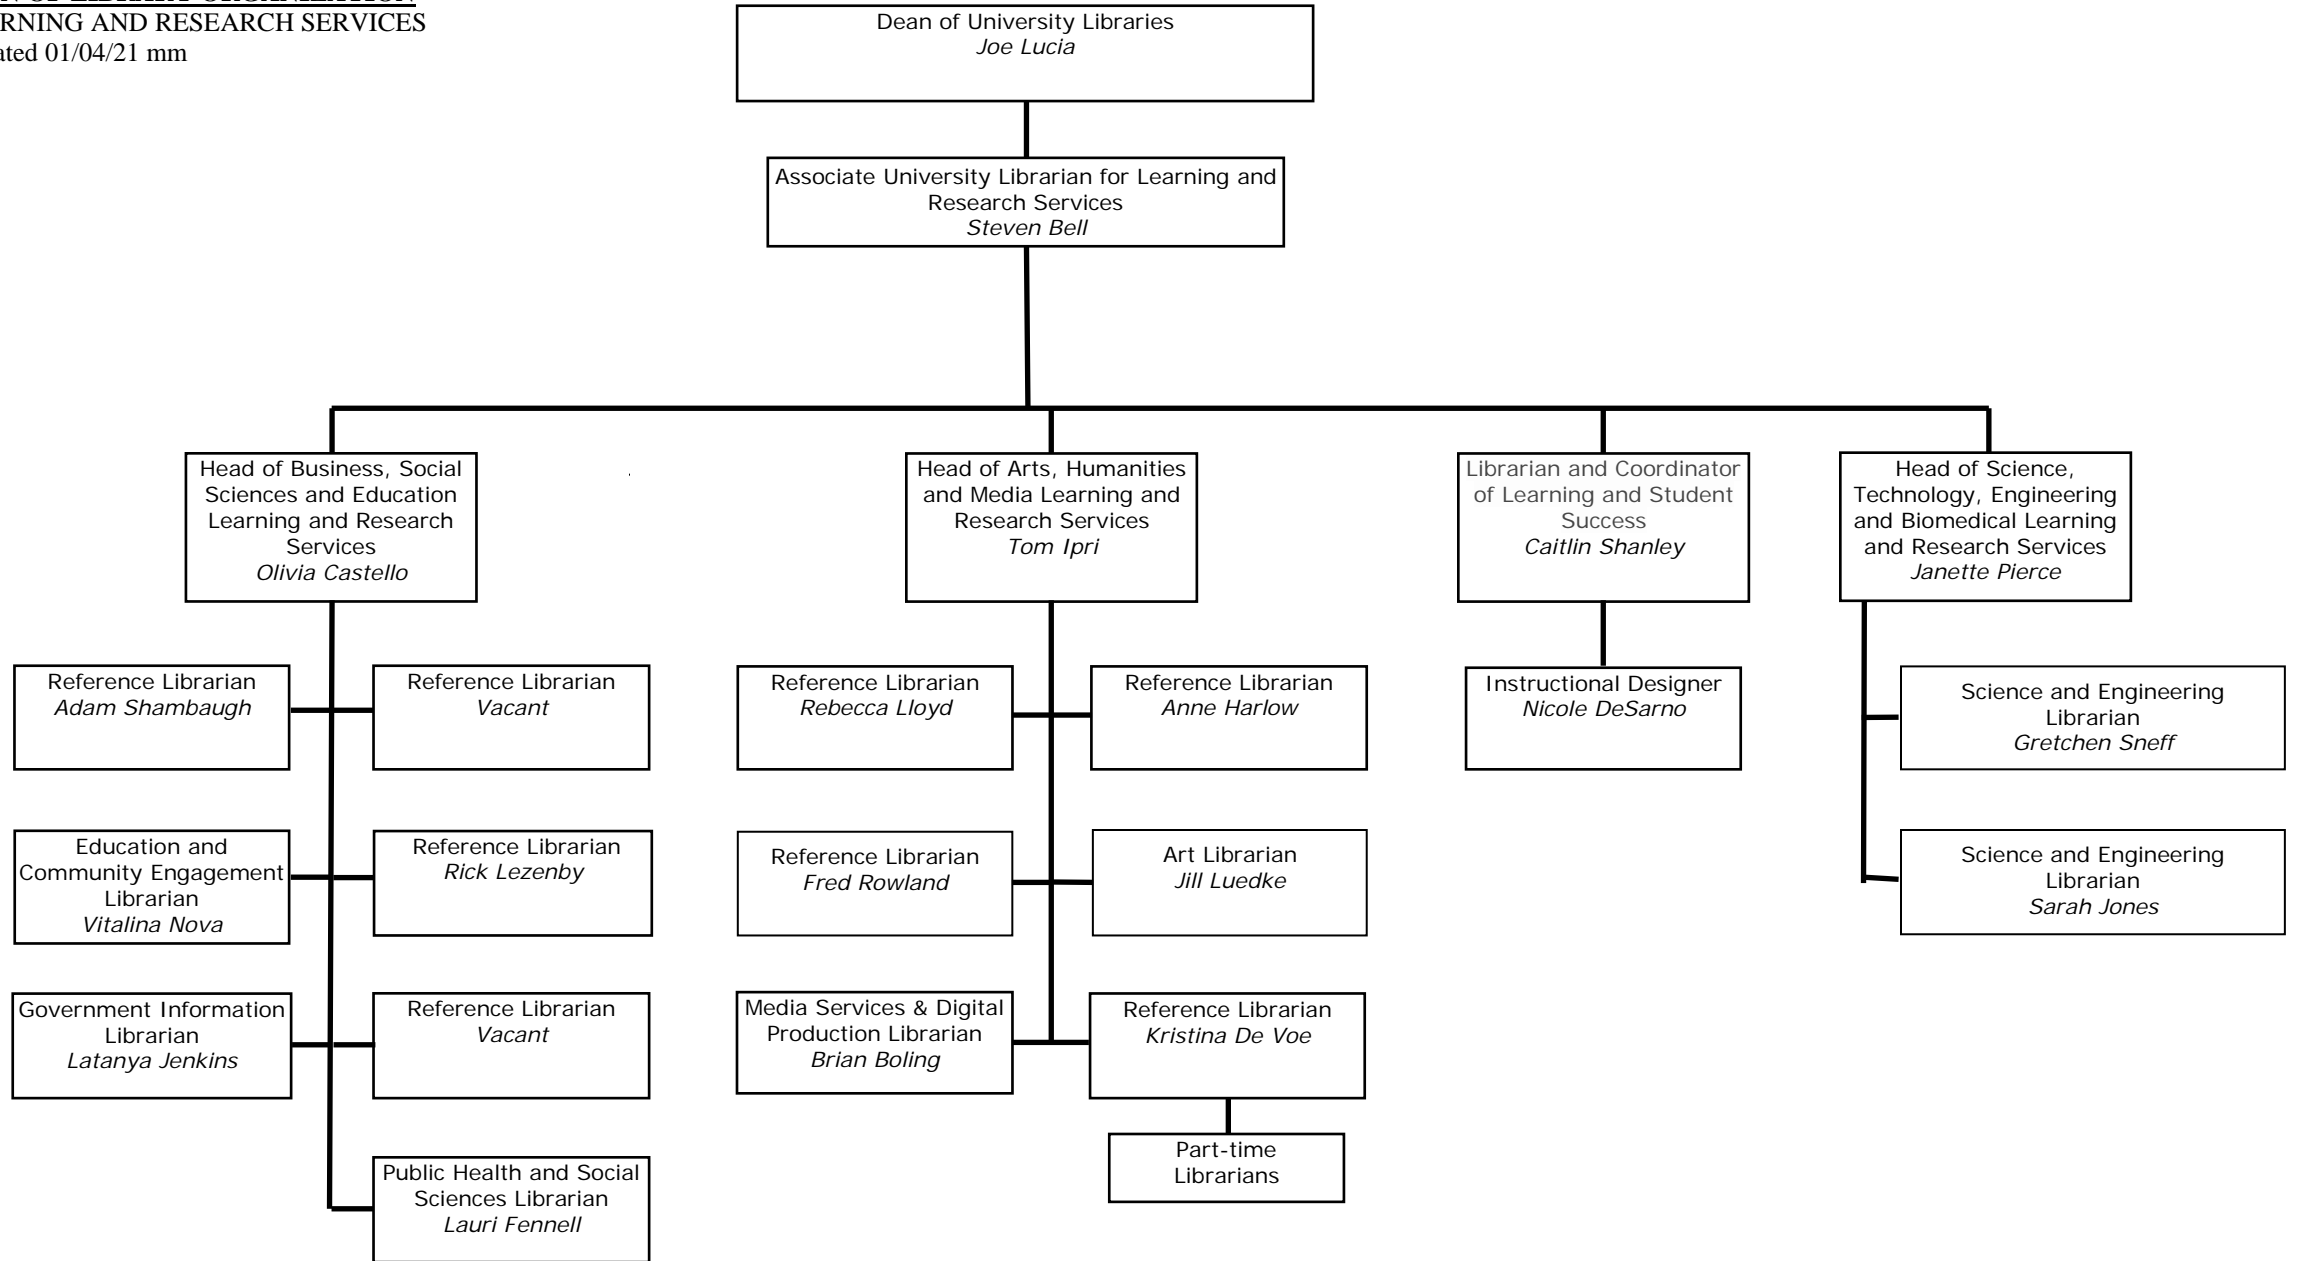 RNING AND RESEARCH SERVICES
ated 01/04/21 mm
Dean of University Libraries
Joe Lucia
Associate University Librarian for Learning and
Research Services
Steven Bell
Head of Business, Social
Sciences and Education
Learning and Research
Services
Olivia Castello
Head of Arts, Humanities
and Media Learning and
Research Services
Tom Ipri
Librarian and Coordinator
of Learning and Student
Success
Caitlin Shanley
Head of Science,
Technology, Engineering
and Biomedical Learning
and Research Services
Janette Pierce
Reference Librarian
Adam Shambaugh
Reference Librarian
Vacant
Reference Librarian
Rebecca Lloyd
Reference Librarian
Anne Harlow
Instructional Designer
Nicole DeSarno
Science and Engineering
Librarian
Gretchen Sneff
Education and
Community Engagement
Librarian
Vitalina Nova
Reference Librarian
Rick Lezenby
Reference Librarian
Fred Rowland
Art Librarian
Jill Luedke
Science and Engineering
Librarian
Sarah Jones
Government Information
Librarian
Latanya Jenkins
Reference Librarian
Vacant
Media Services & Digital
Production Librarian
Brian Boling
Reference Librarian
Kristina De Voe
Part-time
Librarians
Public Health and Social
Sciences Librarian
Lauri Fennell